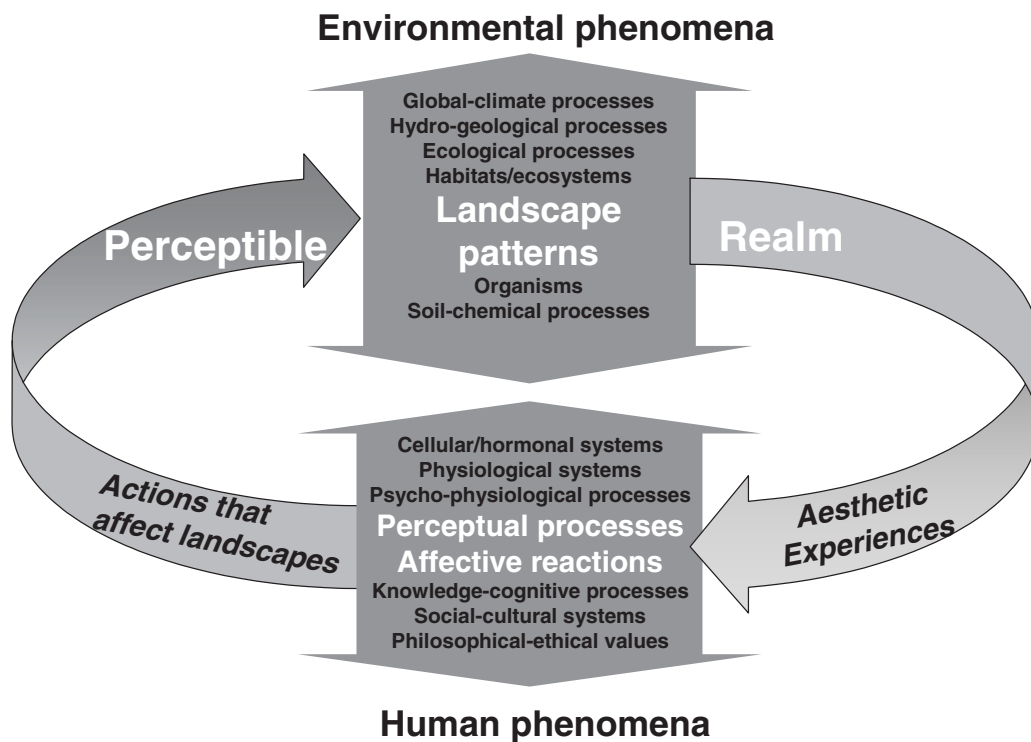 Environmental phenomena
Global-climate processes
Hydro-geological processes
Ecological processes
Habitats/ecosystems
Landscape
patterns
Organisms
Soil-chemical processes
Perceptible
Realm
Cellular/hormonal systems
Physiological systems
Psycho-physiological processes
Perceptual processes
Affective reactions
Knowledge-cognitive processes
Social-cultural systems
Philosophical-ethical values
Actions that
affect landscapes
Aesthetic
Experiences
Human phenomena